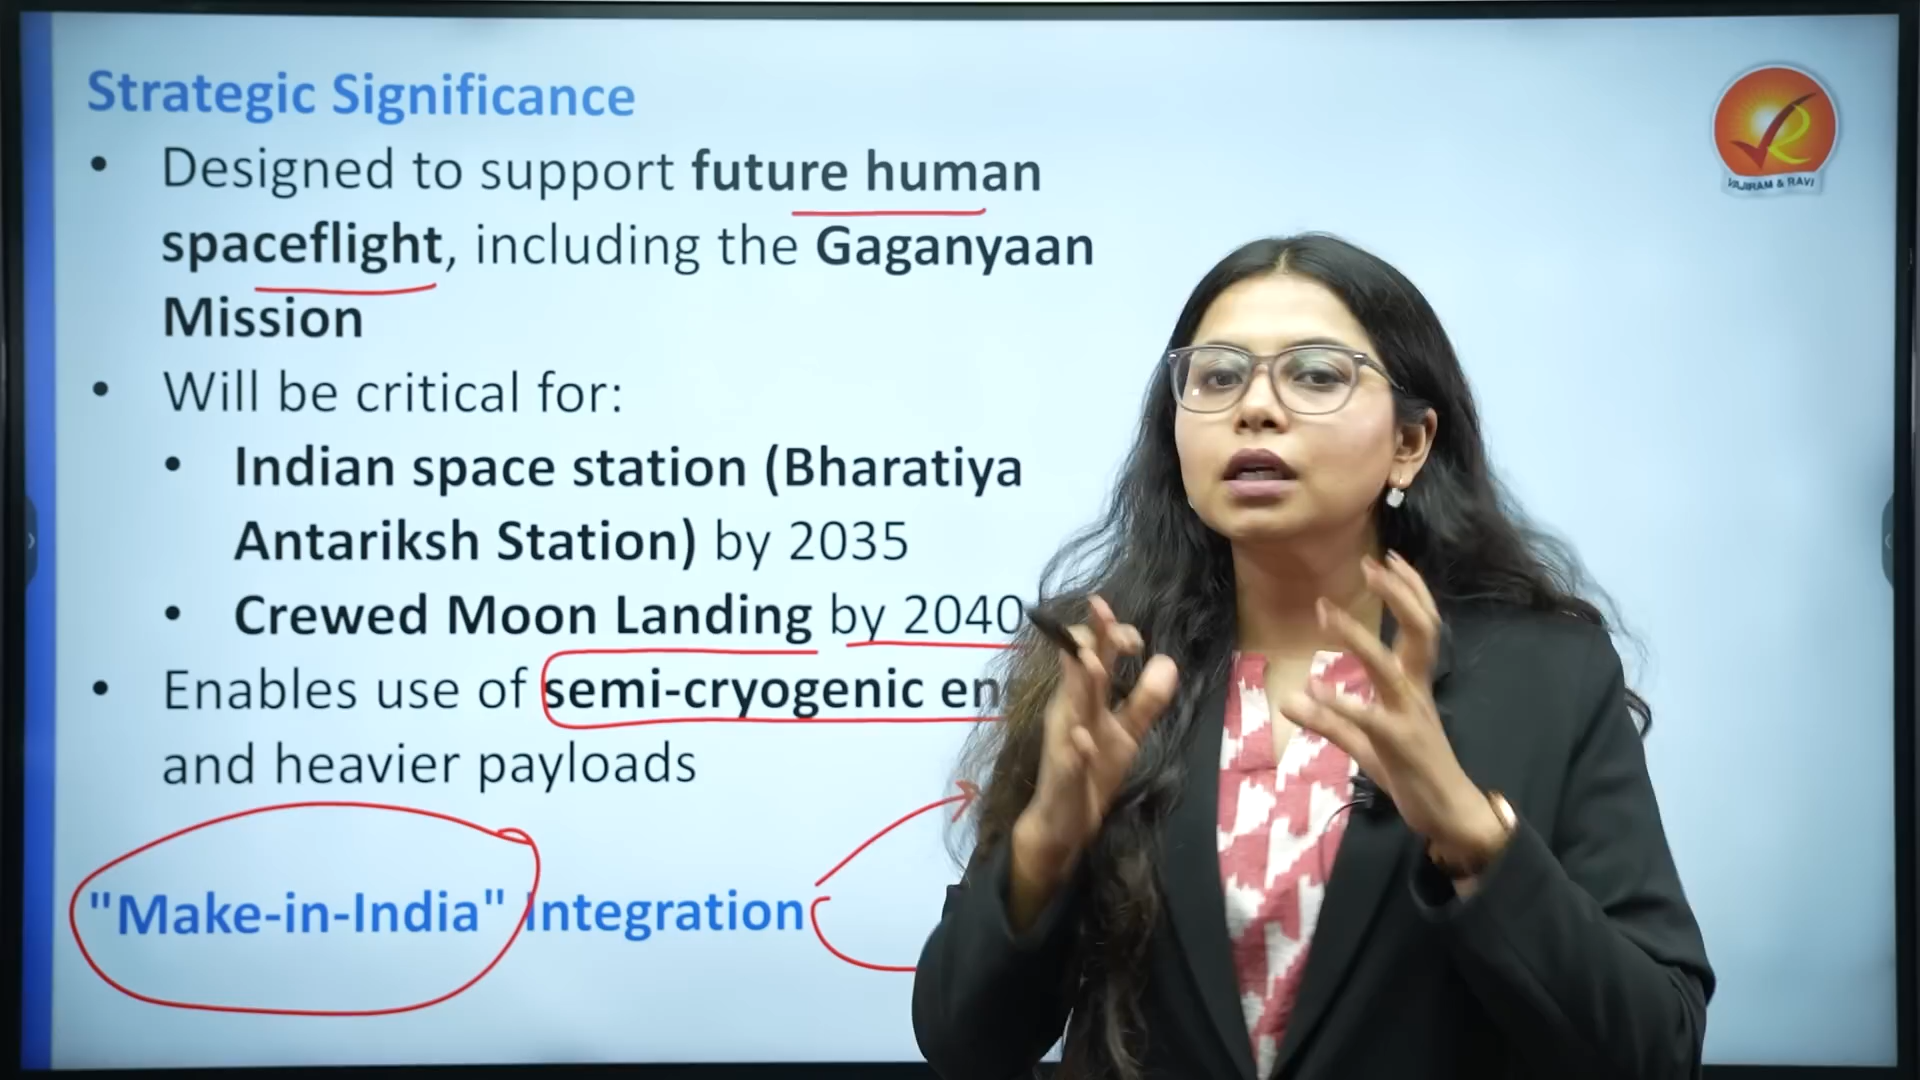 Strategic Significance
• Designed to support future human
spaceflight, including the Gaganyaan
Mission
• Will be critical for:
• Indian space station (Bharatiya
Antariksh Station) by 2035
• Crewed Moon Landing by 2040
• Enables use of semi-cryogenic en
and heavier payloads
"Make-in-India" Integration
VAJIRAM & RAVI